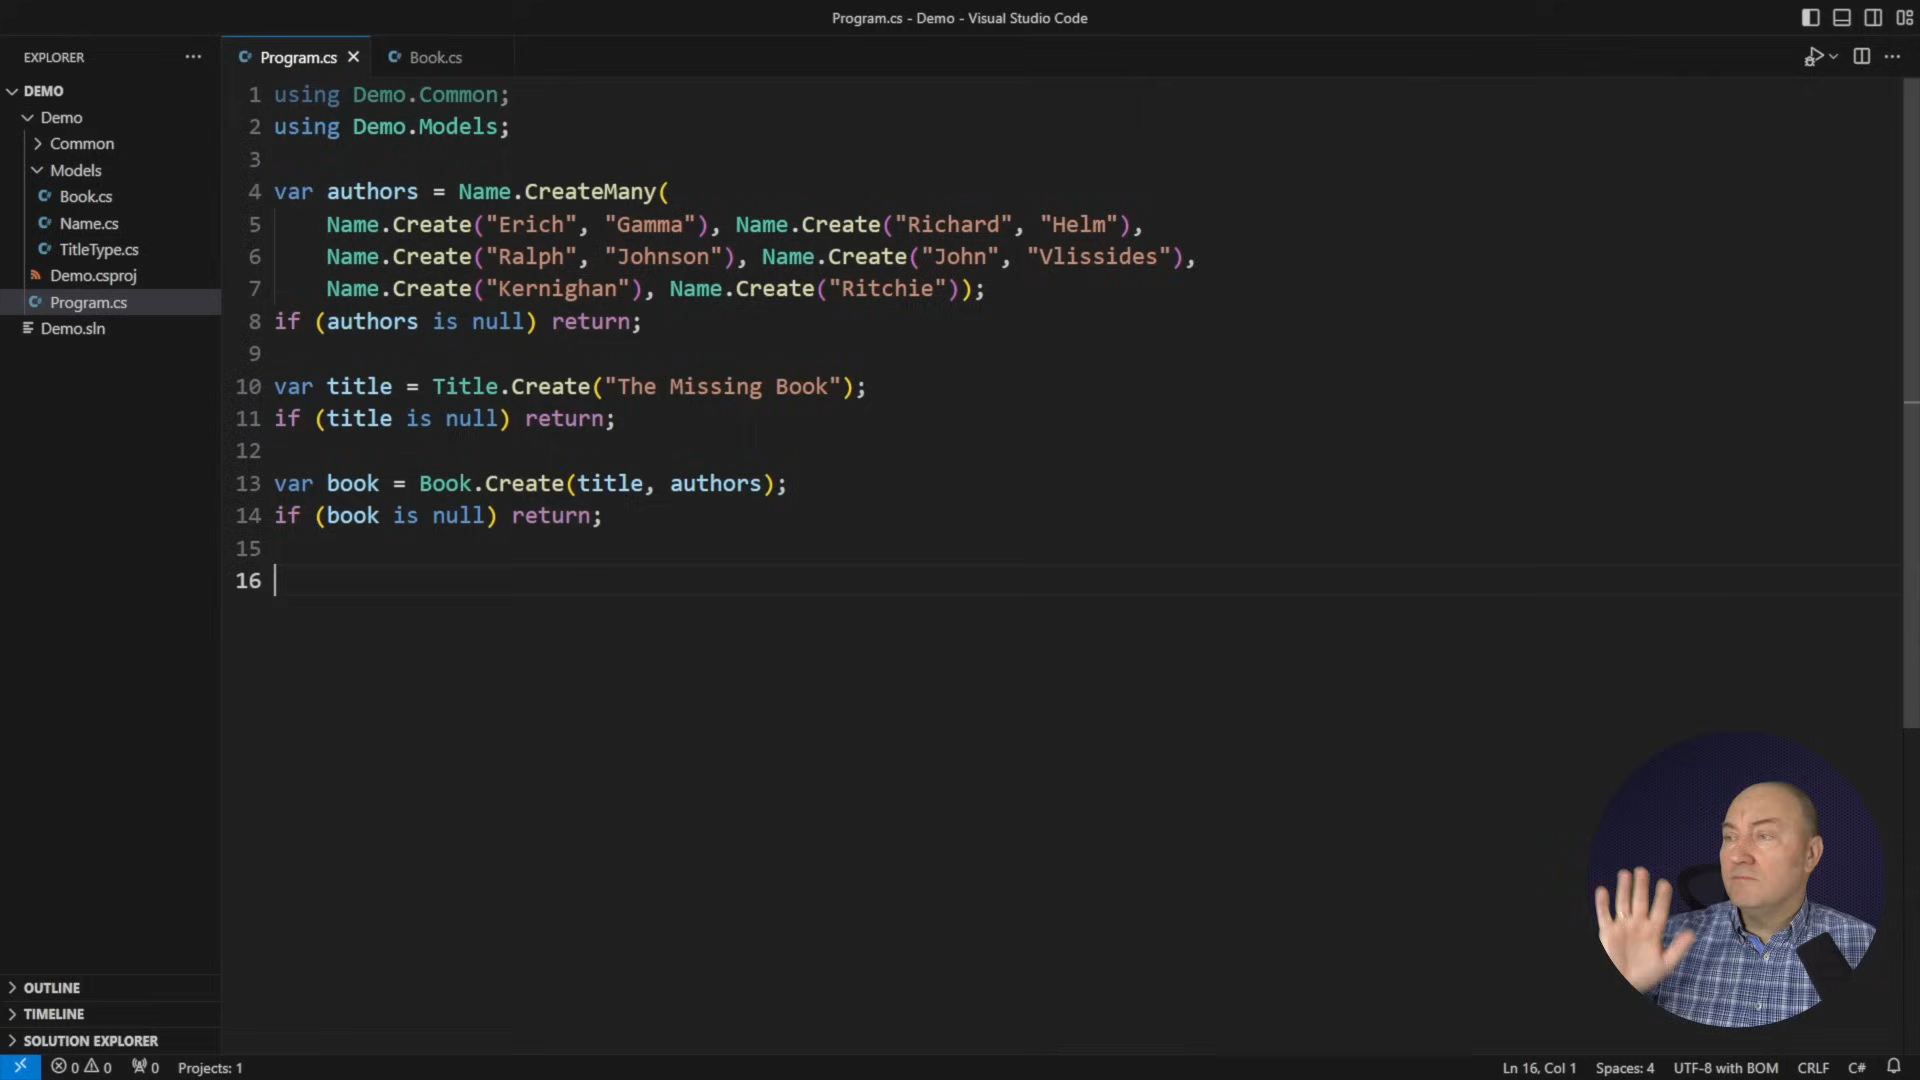 Program.cs - Demo - Visual Studio Code
EXPLORER
Program.cs
Book.cs
DEMO
Demo
Common
Models
Book.cs
Name.cs
TitleType.cs
Demo.csproj
Program.cs
Demo.sln
1 using Demo.Common;
2 using Demo.Models;
3
4 var authors = Name.CreateMany(
5 Name.Create("Erich", "Gamma"), Name.Create("Richard", "Helm"),
6 Name.Create("Ralph", "Johnson"), Name.Create("John", "Vlissides"),
7 Name.Create("Kernighan"), Name.Create("Ritchie"));
8 if (authors is null) return;
9
10 var title = Title.Create("The Missing Book");
11 if (title is null) return;
12
13 var book = Book.Create(title, authors);
14 if (book is null) return;
15
16
OUTLINE
TIMELINE
SOLUTION EXPLORER
0 0 0 Projects: 1
Ln 16, Col 1 Spaces: 4 UTF-8 with BOM CRLF C#